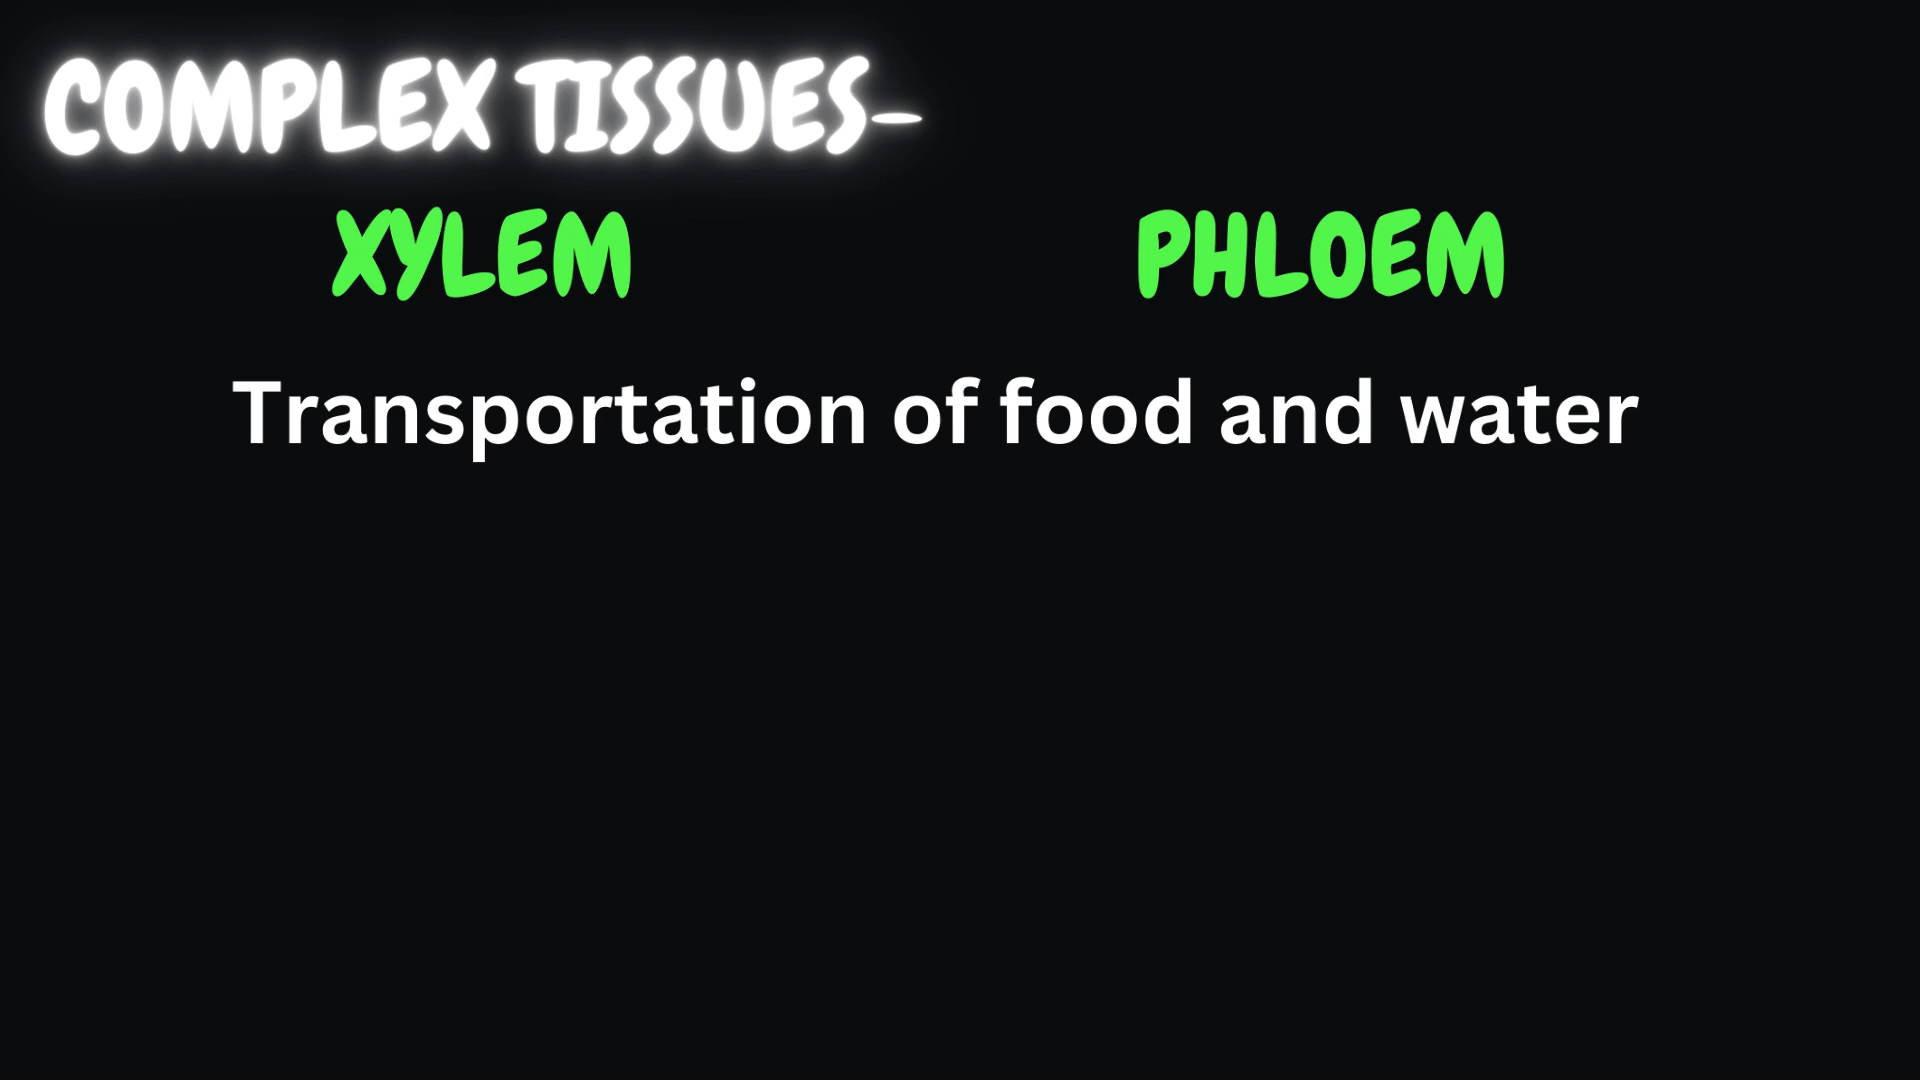 COMPLEX TISSUES-
XYLEM PHLOEM
Transportation of food and water